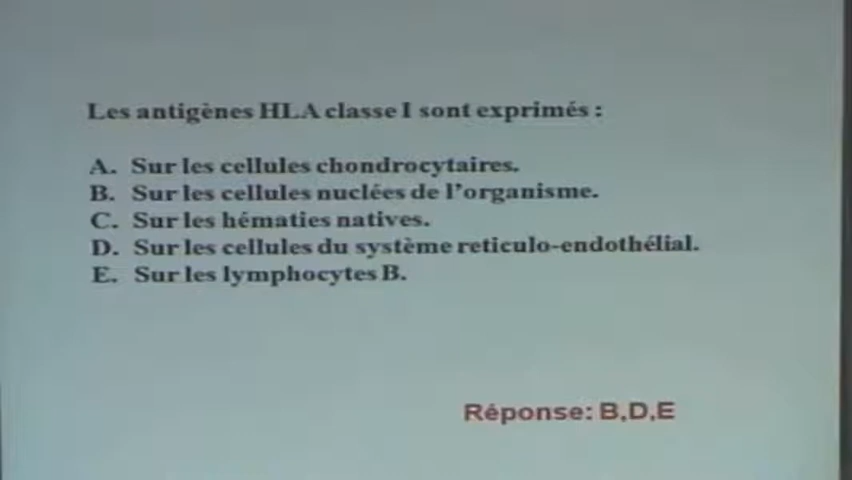 Les antigènes HLA classe I sont exprimés :
A. Sur les cellules chondrocytaires.
B. Sur les cellules nuclées de l'organisme.
C. Sur les hématies natives.
D. Sur les cellules du système reticulo-endothélial.
E. Sur les lymphocytes B.
Réponse: B,D,E